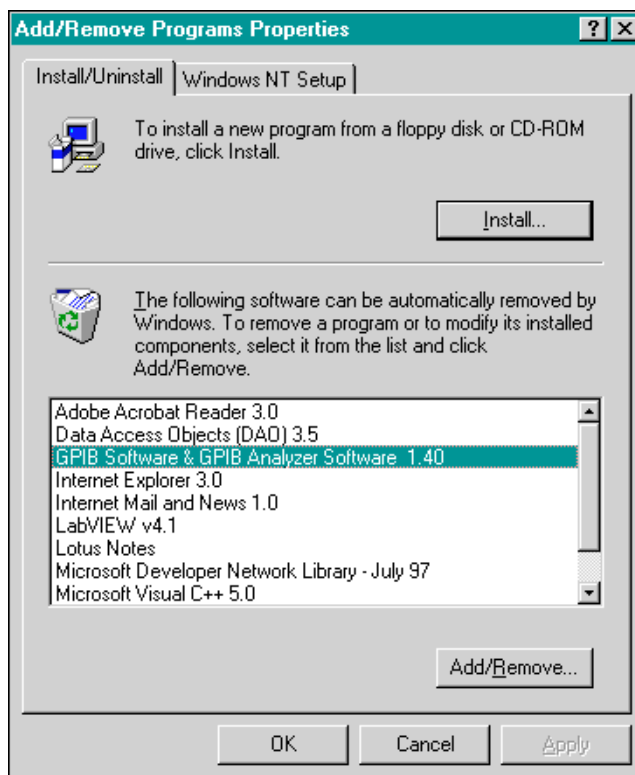 Add/Remove Programs Properties
Install/Uninstall
Windows NT Setup
To install a new program from a floppy disk or CD-ROM
drive, click Install.
Install...
The following software can be automatically removed by
Windows. To remove a program or to modify its installed
components, select it from the list and click
Add/Remove.
Adobe Acrobat Reader 3.0
Data Access Objects (DAO) 3.5
GPIB Software & GPIB Analyzer Software 1.40
Internet Explorer 3.0
Internet Mail and News 1.0
LabVIEW v4.1
Lotus Notes
Microsoft Developer Network Library - July 97
Microsoft Visual C++ 5.0
Add/Remove...
OK
Cancel
Apply